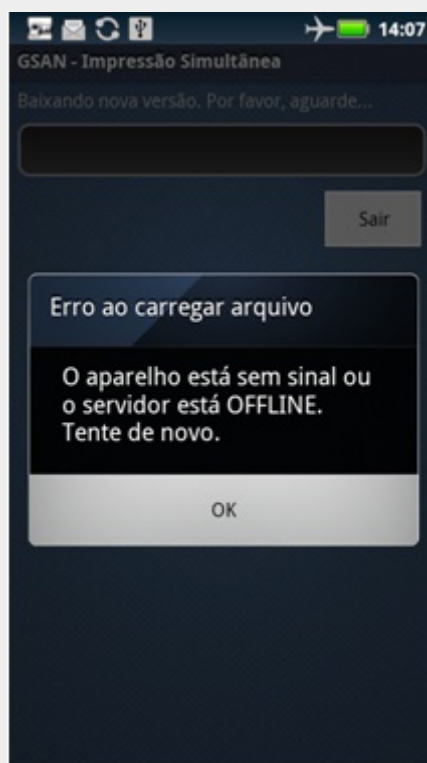 14:07
GSAN - Impressão Simultânea
Baixando nova versão. Por favor, aguarde...
Sair
Erro ao carregar arquivo
O aparelho está sem sinal ou
o servidor está OFFLINE.
Tente de novo.
OK